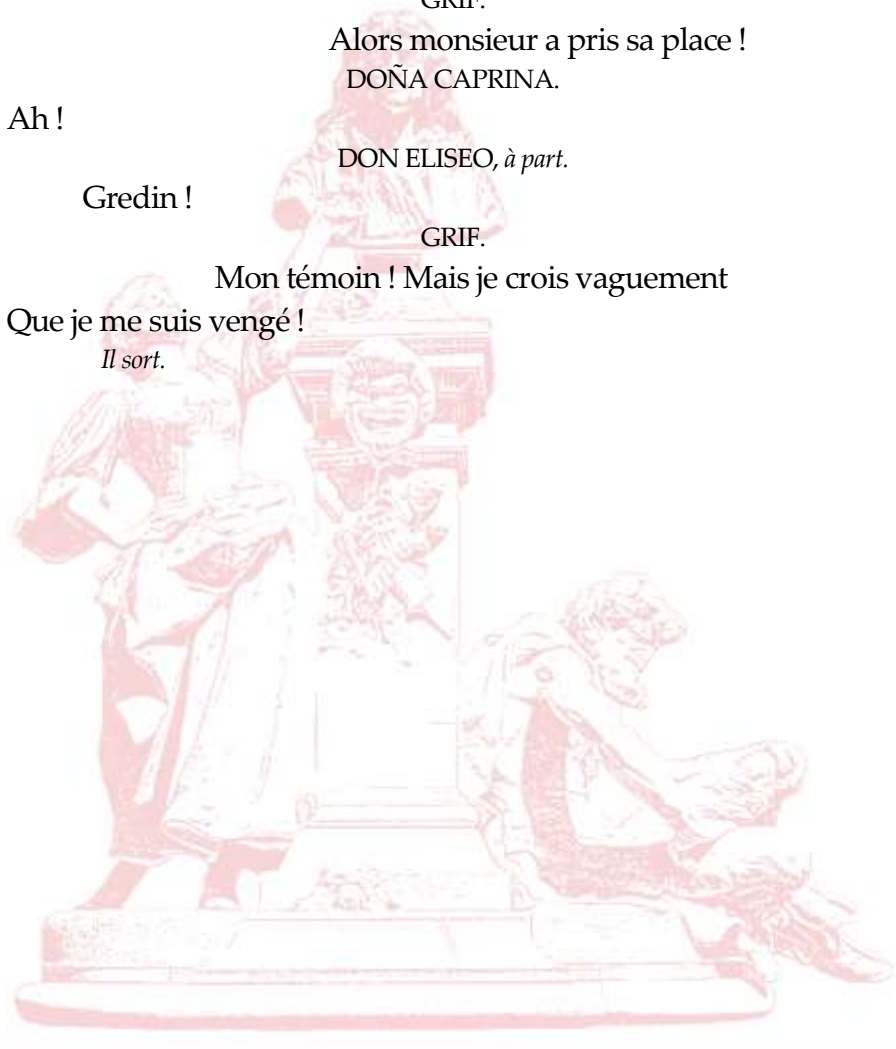 GRIF.
Alors monsieur a pris sa place !
DOÑA CAPRINA.
Ah !
DON ELISEO, à part.
Gredin !
GRIF.
Mon témoin ! Mais je crois vaguement
Que je me suis vengé !
Il sort.